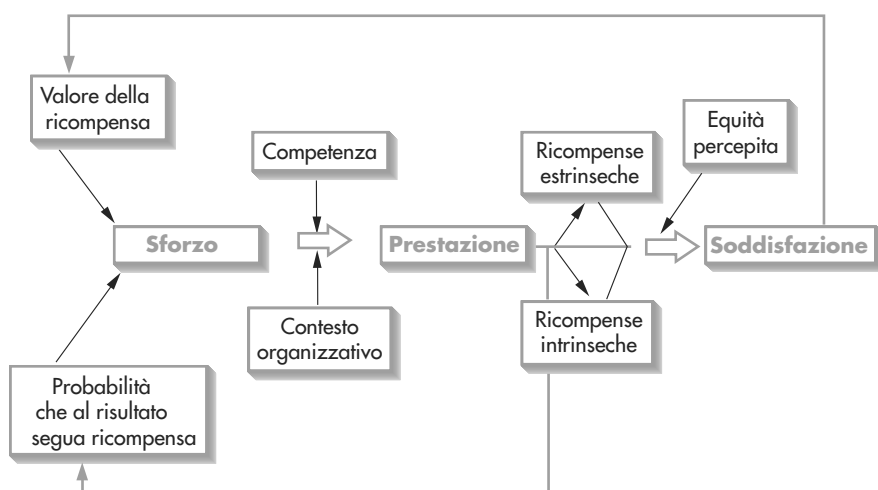 Valore della
ricompensa
Competenza
Ricompense
estrinseche
Equità
percepita
Sforzo
Prestazione
Soddisfazione
Contesto
organizzativo
Ricompense
intrinseche
Probabilità
che al risultato
segua ricompensa